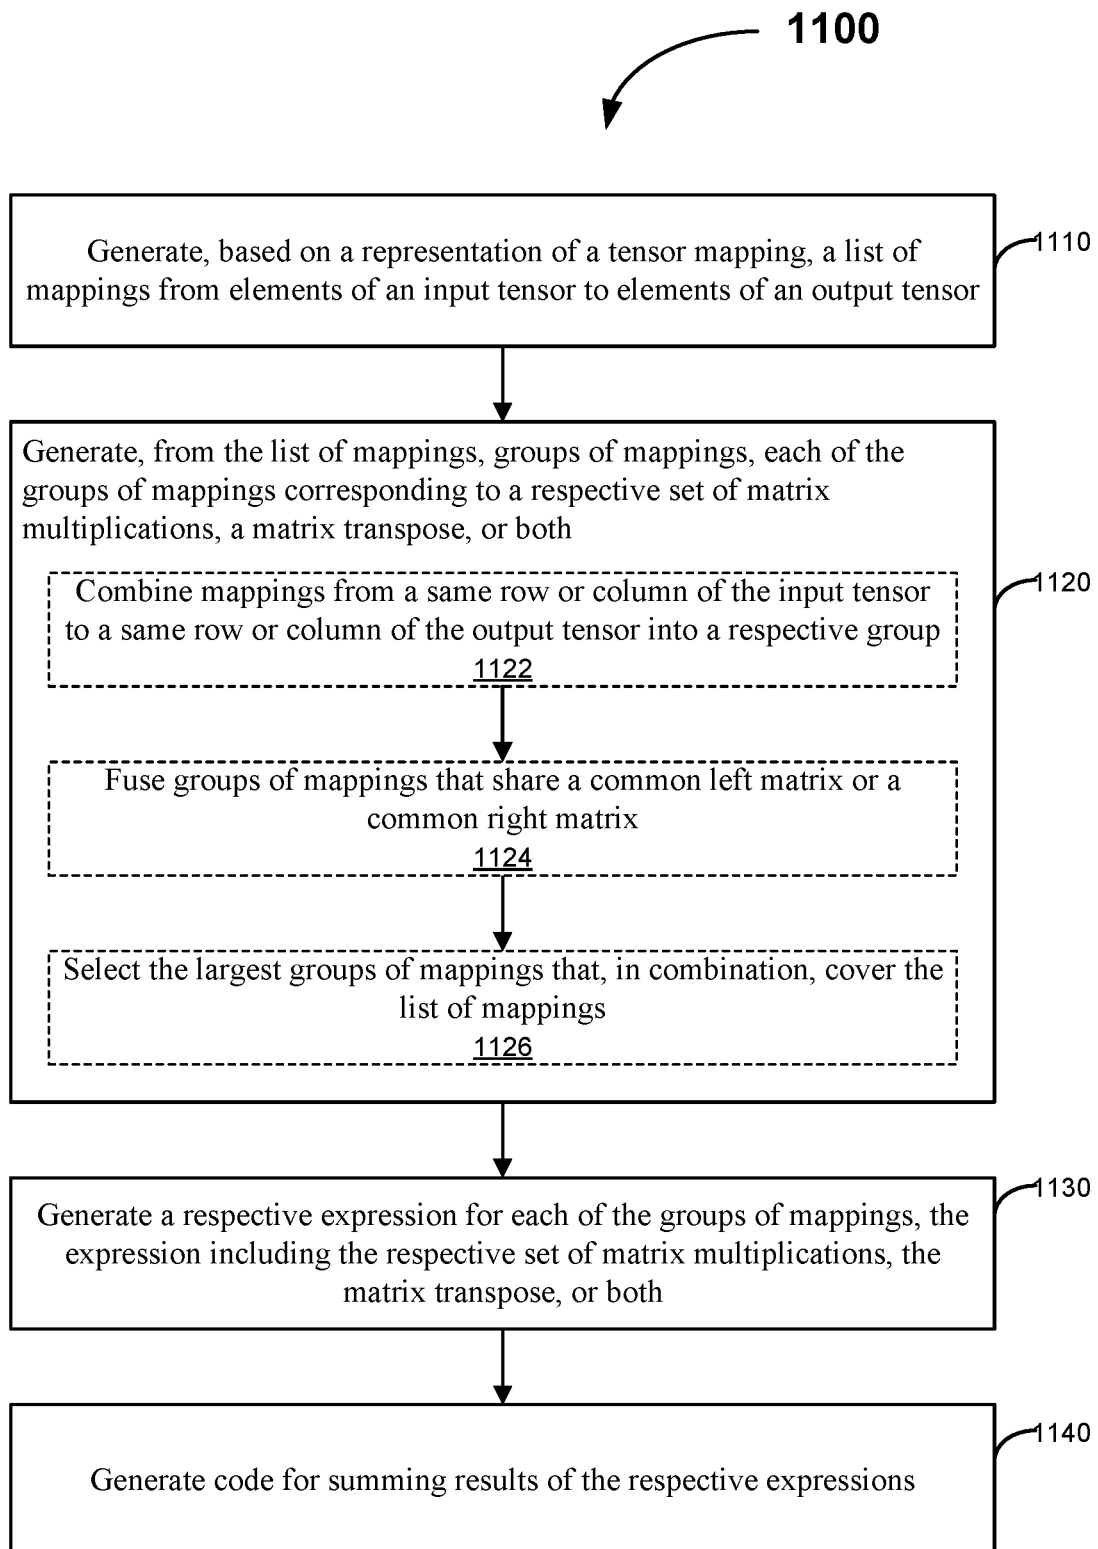 1100
Generate, based on a representation of a tensor mapping, a list of
mappings from elements of an input tensor to elements of an output tensor
1110
Generate, from the list of mappings, groups of mappings, each of the
groups of mappings corresponding to a respective set of matrix
multiplications, a matrix transpose, or both
1120
Combine mappings from a same row or column of the input tensor
to a same row or column of the output tensor into a respective group
1122
Fuse groups of mappings that share a common left matrix or a
common right matrix
1124
Select the largest groups of mappings that, in combination, cover the
list of mappings
1126
Generate a respective expression for each of the groups of mappings, the
expression including the respective set of matrix multiplications, the
matrix transpose, or both
1130
Generate code for summing results of the respective expressions
1140